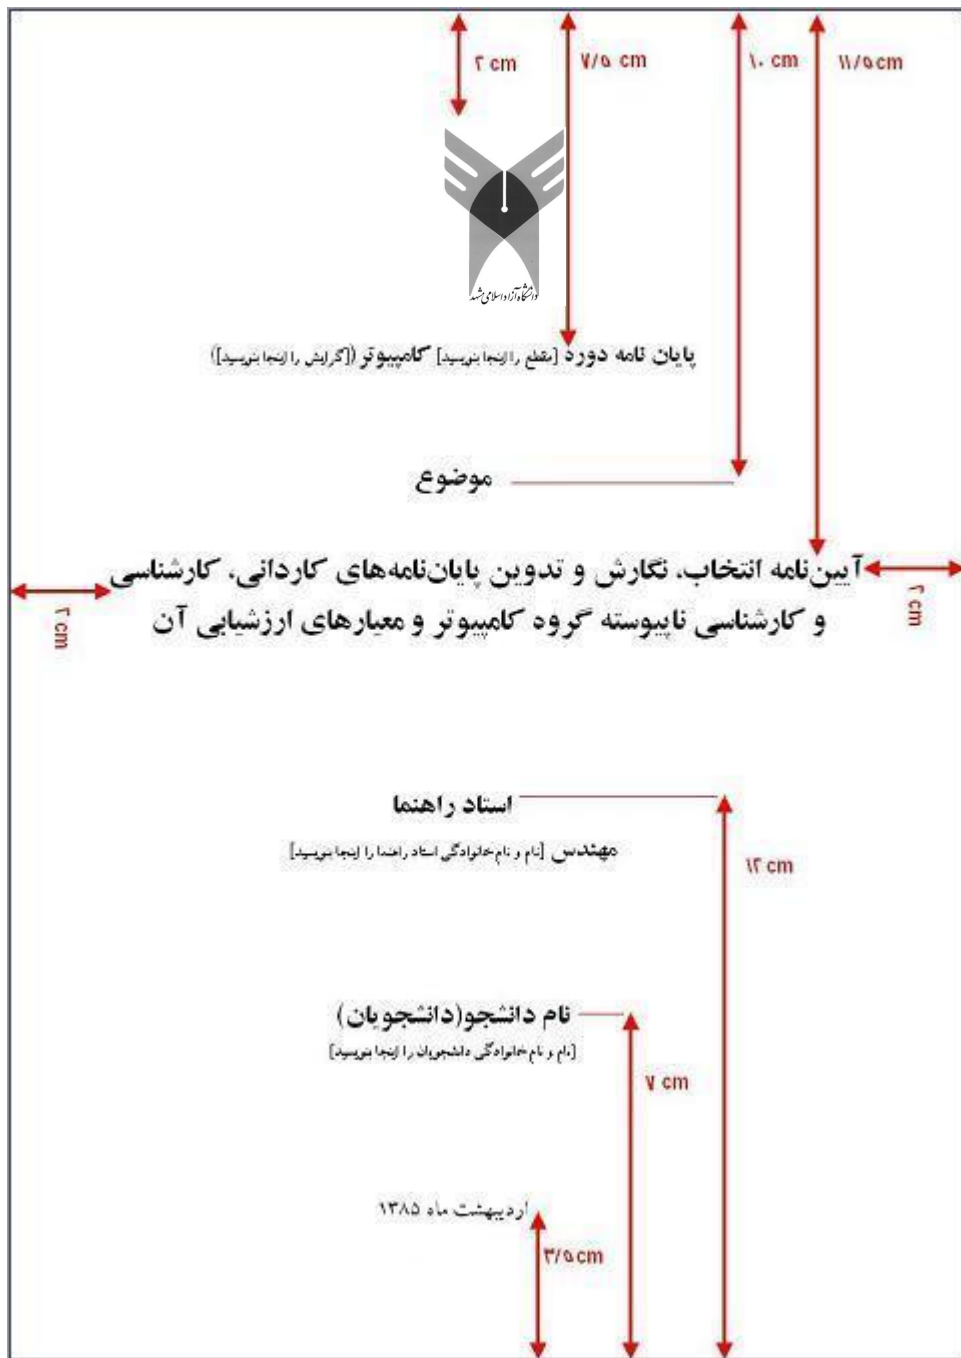 ۲ cm
۷/۵ cm
۱۰ cm
۱۱/۵cm
دانشگاه آزاد اسلامی مشهد
پایان نامه دوره [مقطع را اینجا بنویسید] کامپیوتر ([گرایش را اینجا بنویسید])
موضوع
آیین‌نامه انتخاب، نگارش و تدوین پایان‌نامه‌های کاردانی، کارشناسی
و کارشناسی ناپیوسته گروه کامپیوتر و معیارهای ارزشیابی آن
۲ cm
۲ cm
استاد راهنما
مهندس [نام و نام خانوادگی استاد راهنما را اینجا بنویسید]
۱۲ cm
نام دانشجو(دانشجویان)
[نام و نام خانوادگی دانشجویان را اینجا بنویسید]
۷ cm
اردیبهشت ماه ۱۳۸۵
۳/۵cm